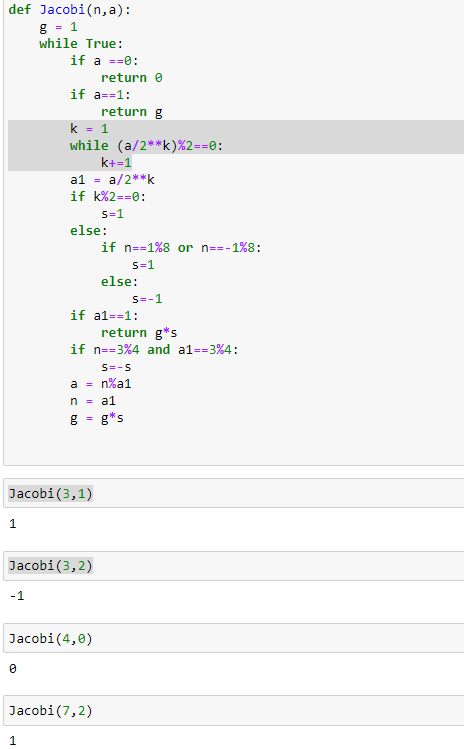 def Jacobi(n,a):
    g = 1
    while True:
        if a ==0:
            return 0
        if a==1:
            return g
        k = 1
        while (a/2**k)%2==0:
            k+=1
        a1 = a/2**k
        if k%2==0:
            s=1
        else:
            if n==1%8 or n==-1%8:
                s=1
            else:
                s=-1
        if a1==1:
            return g*s
        if n==3%4 and a1==3%4:
            s=-s
        a = n%a1
        n = a1
        g = g*s
Jacobi(3,1)
1
Jacobi(3,2)
-1
Jacobi(4,0)
0
Jacobi(7,2)
1